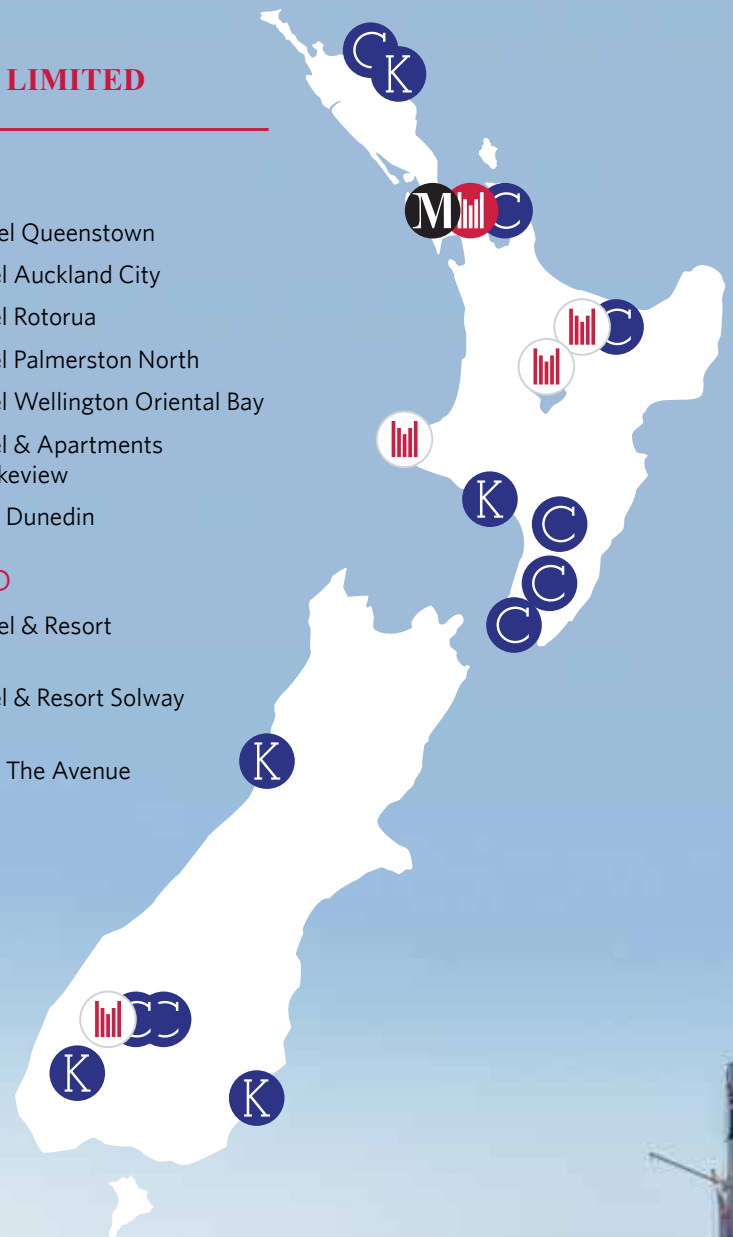 LIMITED
el Queenstown
el Auckland City
el Rotorua
el Palmerston North
el Wellington Oriental Bay
el & Apartments
keview
Dunedin
D
el & Resort
el & Resort Solway
The Avenue
C
K
M
C
C
K
C
C
C
K
C
C
K
K